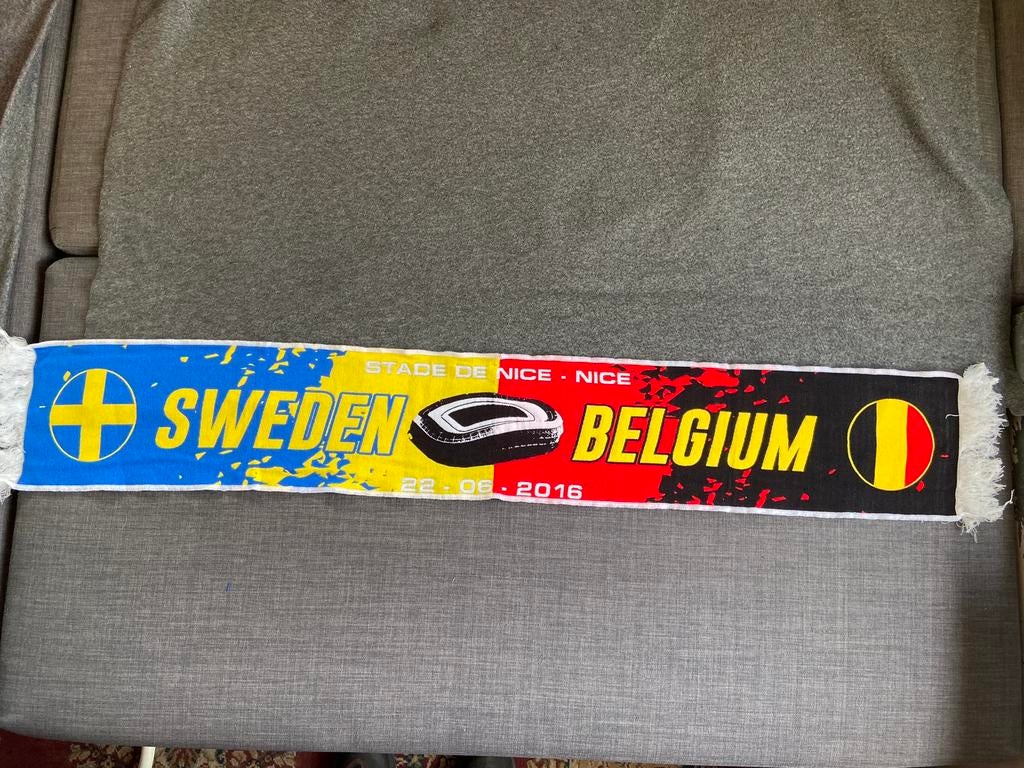 STADE DE NICE - NICE
SWEDEN BELGIUM
22 - 06 - 2016